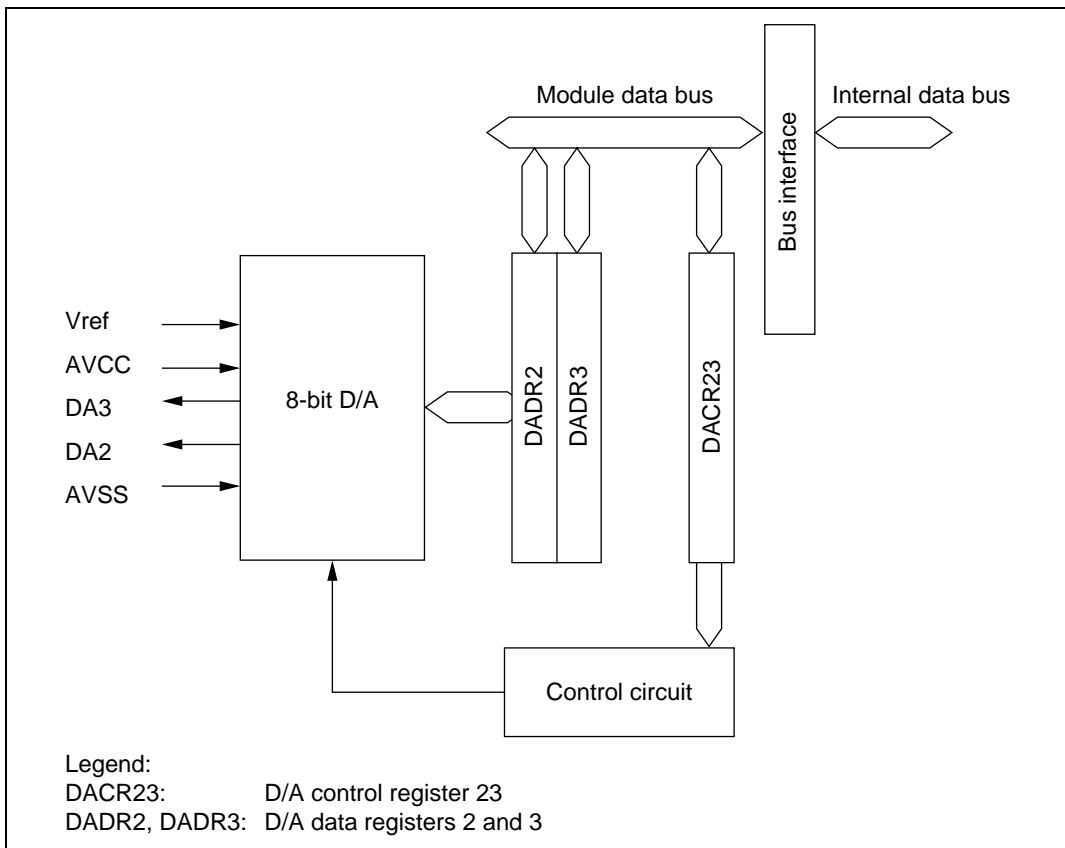 Module data bus
Internal data bus
Bus interface
Vref
AVCC
DA3
DA2
AVSS
8-bit D/A
DADR2
DADR3
DACR23
Control circuit
Legend:
DACR23: D/A control register 23
DADR2, DADR3: D/A data registers 2 and 3